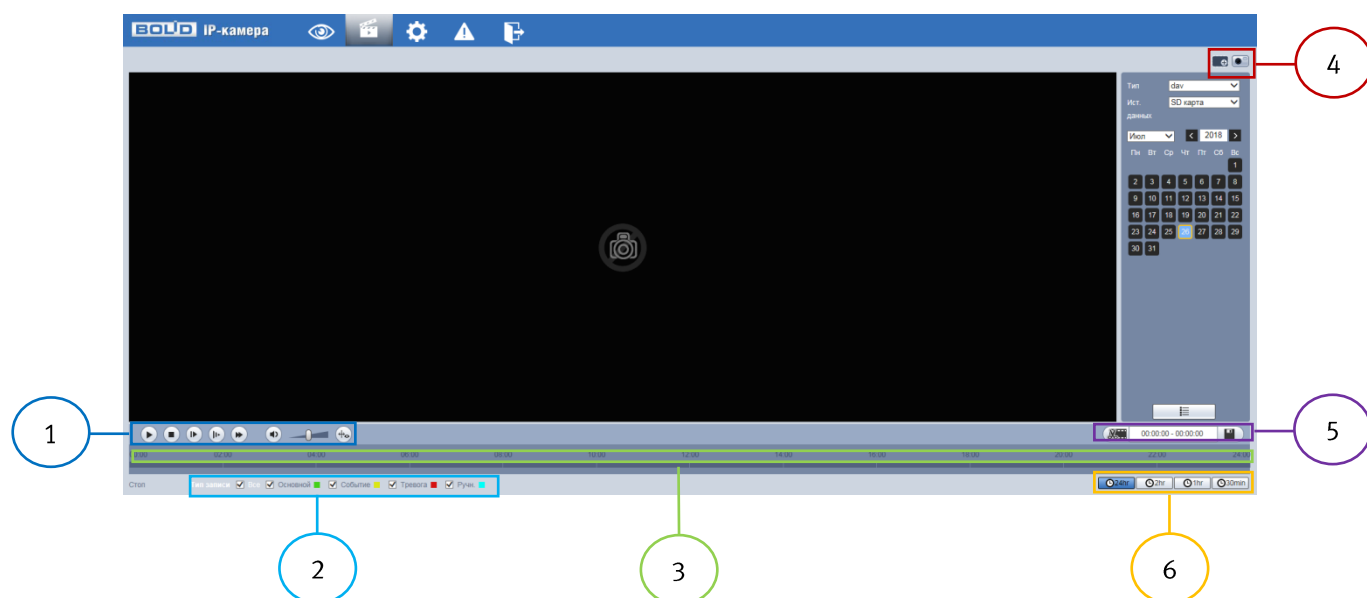 BOLID IP-камера
4
Тип dav
Ист. данных SD карта
Июл 2018
Пн Вт Ср Чт Пт Сб Вс
1
2 3 4 5 6 7 8
9 10 11 12 13 14 15
16 17 18 19 20 21 22
23 24 25 26 27 28 29
30 31
1
00:00:00 - 00:00:00
5
02:00 04:00 06:00 08:00 10:00 12:00 14:00 16:00 18:00 20:00 22:00 24:00
Стоп Тип записи Все Основной Событие Тревога Ручн. 24hr 2hr 1hr 30min
2
3
6